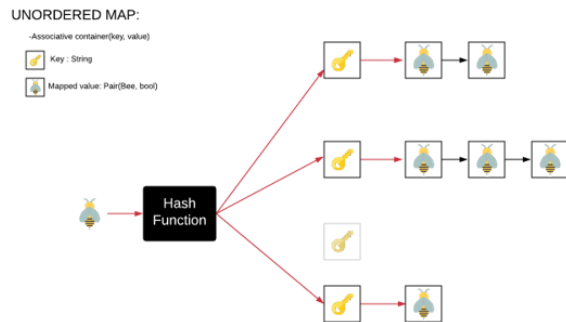 UNORDERED MAP:
-Associative container(key, value)
Key : String
Mapped value: Pair(Bee, bool)
Hash
Function